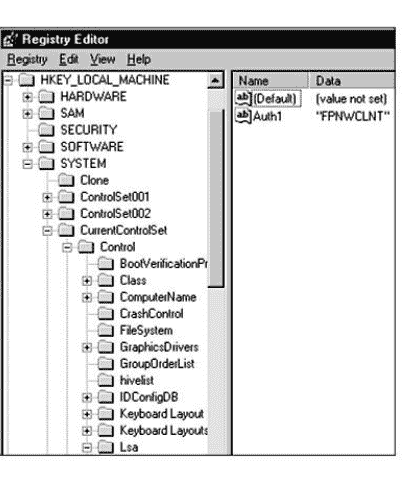 Registry Editor
Registry Edit View Help
HKEY_LOCAL_MACHINE
HARDWARE
SAM
SECURITY
SOFTWARE
SYSTEM
Clone
ControlSet001
ControlSet002
CurrentControlSet
Control
BootVerificationPr
Class
ComputerName
CrashControl
FileSystem
GraphicsDrivers
GroupOrderList
hivelist
IDConfigDB
Keyboard Layout
Keyboard Layouts
Lsa
Name Data
ab (Default) (value not set)
ab Auth1 "FPNWCLNT"